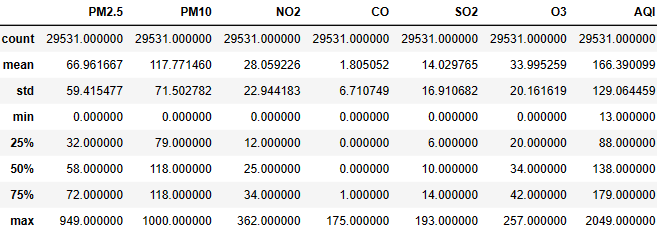 PM2.5 PM10 NO2 CO SO2 O3 AQI
count 29531.000000 29531.000000 29531.000000 29531.000000 29531.000000 29531.000000 29531.000000
mean 66.961667 117.771460 28.059226 1.805052 14.029765 33.995259 166.390099
std 59.415477 71.502782 22.944183 6.710749 16.910682 20.161619 129.064459
min 0.000000 0.000000 0.000000 0.000000 0.000000 0.000000 13.000000
25% 32.000000 79.000000 12.000000 0.000000 6.000000 20.000000 88.000000
50% 58.000000 118.000000 25.000000 0.000000 10.000000 34.000000 138.000000
75% 72.000000 118.000000 34.000000 1.000000 14.000000 42.000000 179.000000
max 949.000000 1000.000000 362.000000 175.000000 193.000000 257.000000 2049.000000